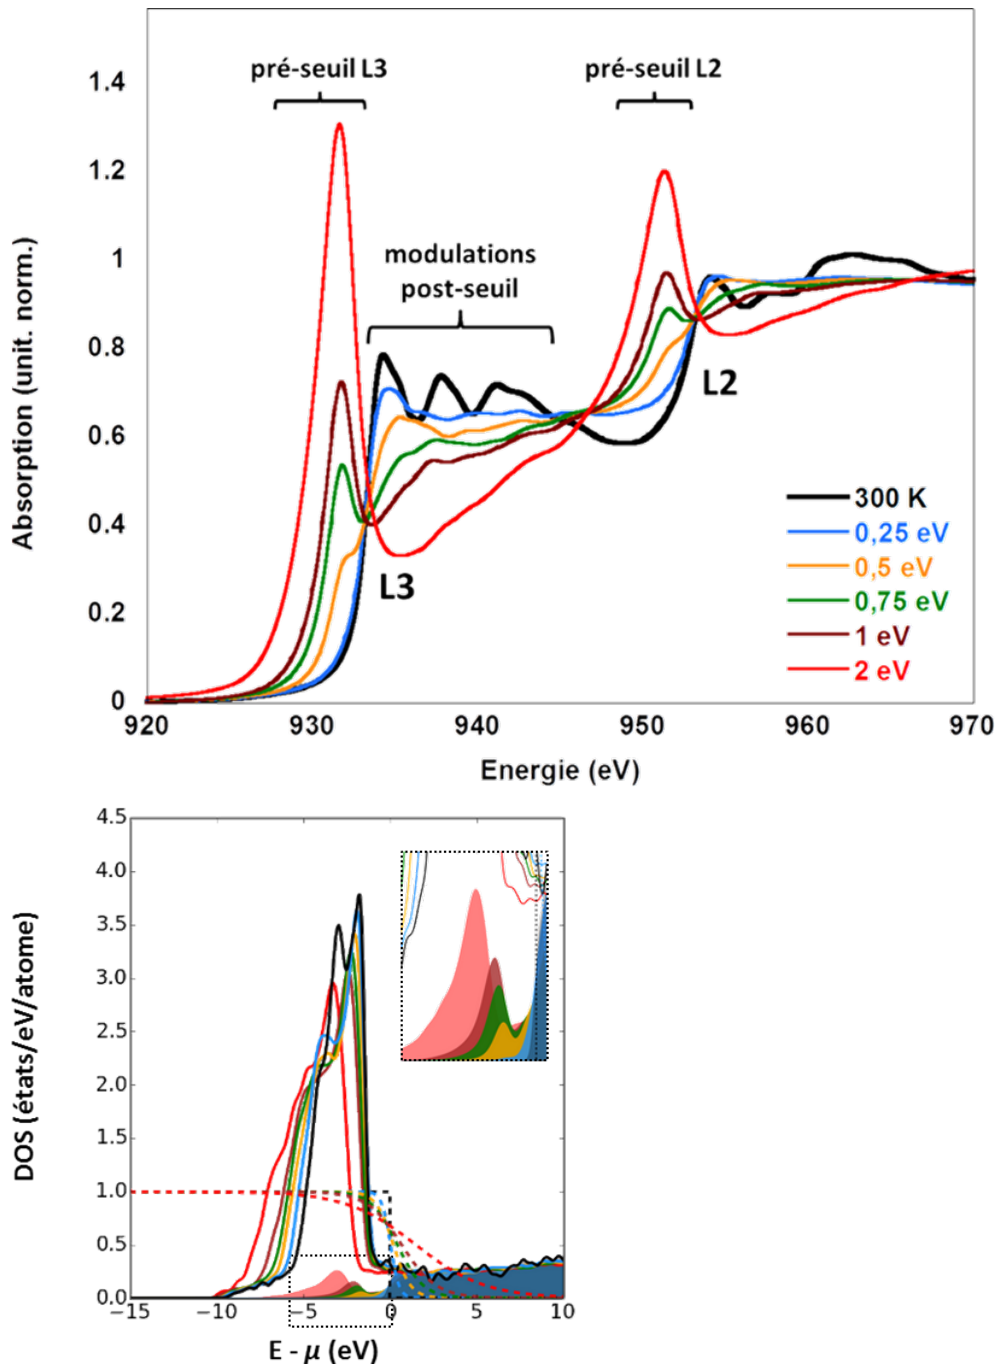 pré-seuil L3
pré-seuil L2
1.4
1.2
1
0.8
0.6
0.4
0.2
0
Absorption (unit. norm.)
modulations
post-seuil
L3
L2
300 K
0,25 eV
0,5 eV
0,75 eV
1 eV
2 eV
920
930
940
950
960
970
Energie (eV)
4.5
4.0
3.5
3.0
2.5
2.0
1.5
1.0
0.5
0.0
DOS (états/eV/atome)
−15
−10
−5
0
5
10
E - μ (eV)